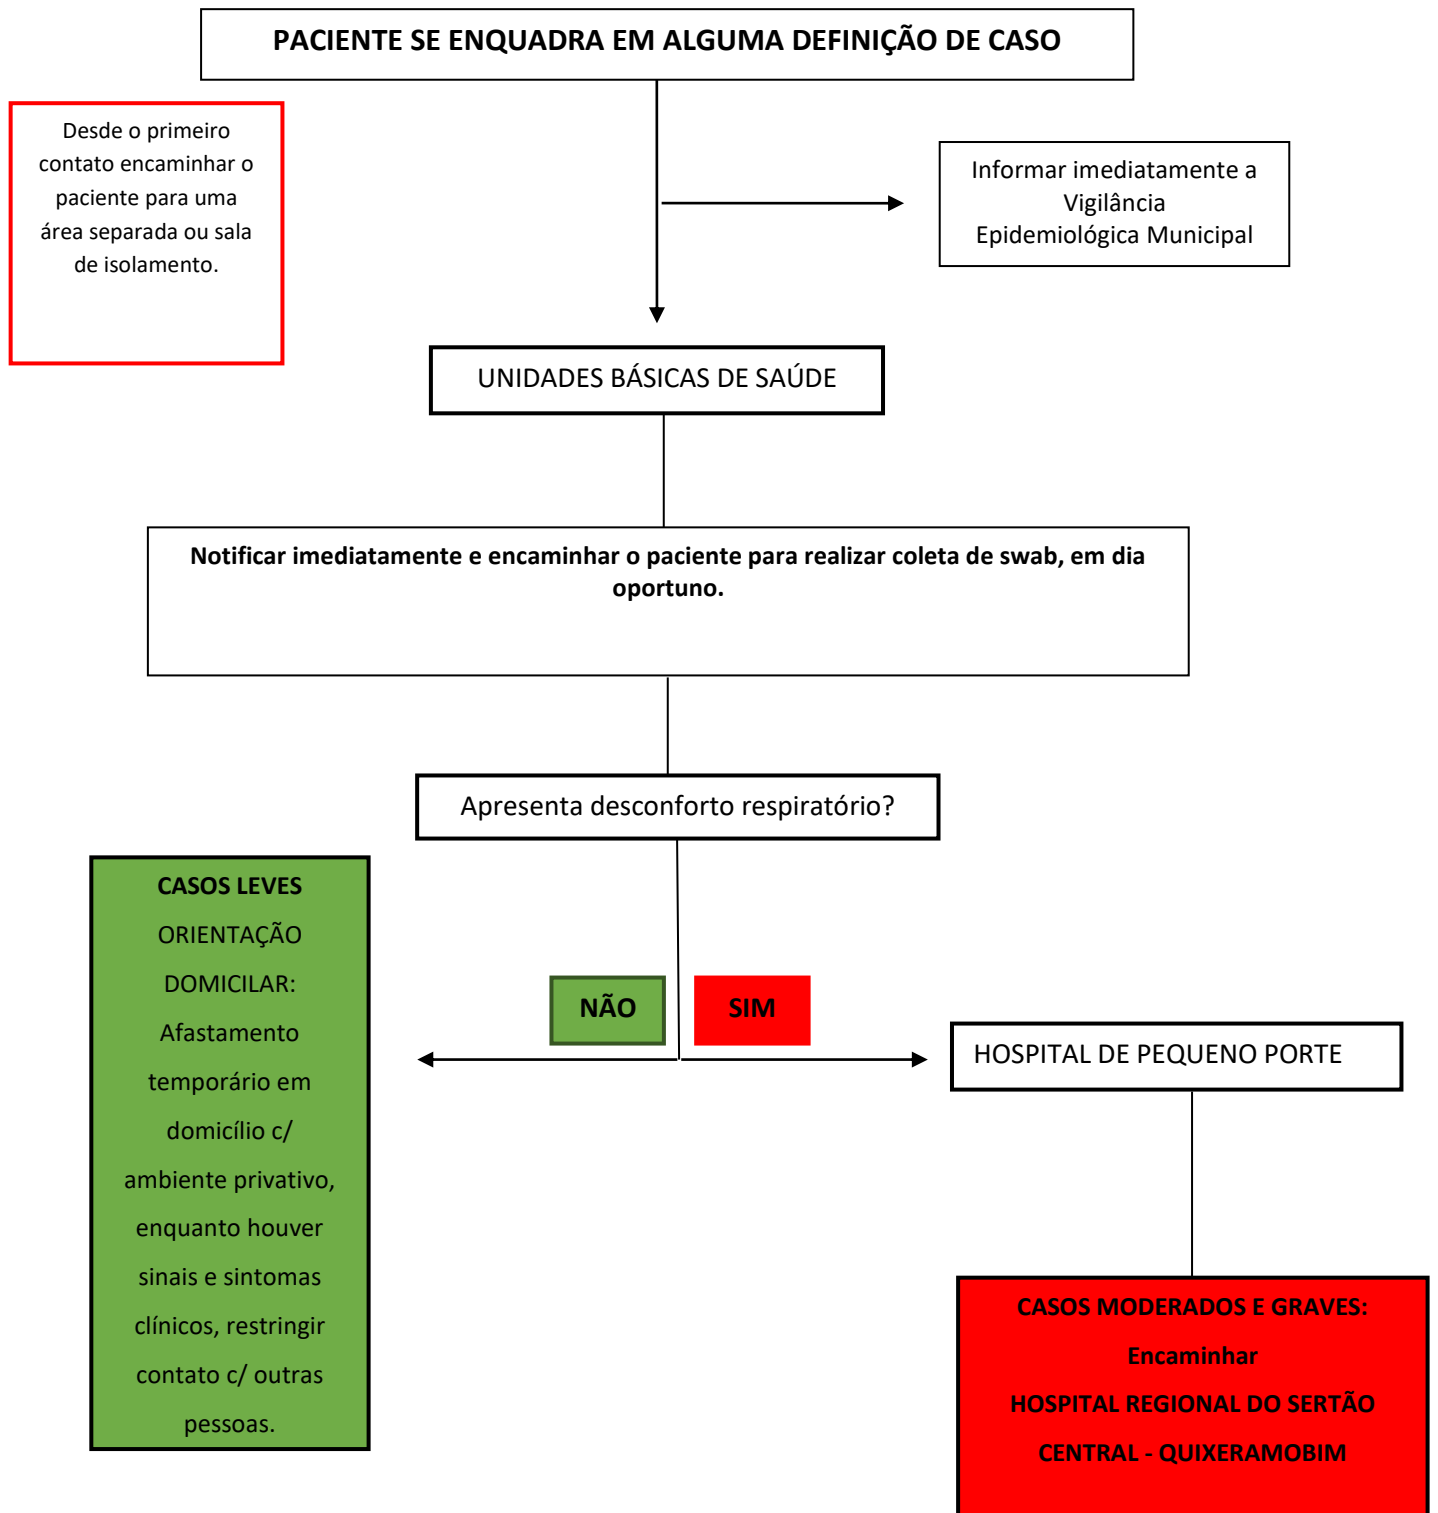 PACIENTE SE ENQUADRA EM ALGUMA DEFINIÇÃO DE CASO
Desde o primeiro
contato encaminhar o
paciente para uma
área separada ou sala
de isolamento.
Informar imediatamente a
Vigilância
Epidemiológica Municipal
UNIDADES BÁSICAS DE SAÚDE
Notificar imediatamente e encaminhar o paciente para realizar coleta de swab, em dia
oportuno.
Apresenta desconforto respiratório?
CASOS LEVES
ORIENTAÇÃO
DOMICILAR:
Afastamento
temporário em
domicílio c/
ambiente privativo,
enquanto houver
sinais e sintomas
clínicos, restringir
contato c/ outras
pessoas.
NÃO
SIM
HOSPITAL DE PEQUENO PORTE
CASOS MODERADOS E GRAVES:
Encaminhar
HOSPITAL REGIONAL DO SERTÃO
CENTRAL - QUIXERAMOBIM